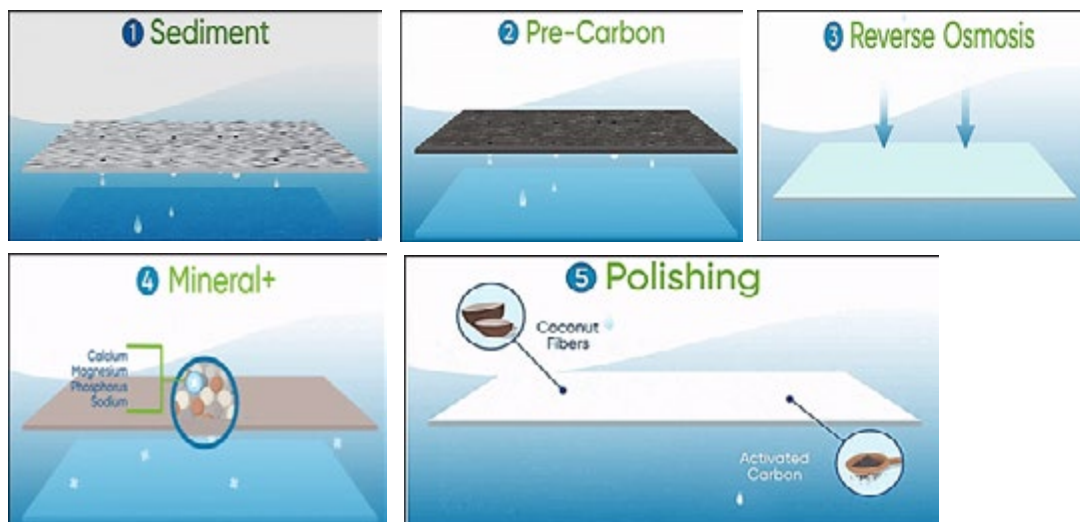 1 Sediment
2 Pre-Carbon
3 Reverse Osmosis
4 Mineral+
Calcium
Magnesium
Phosphorus
Sodium
5 Polishing
Coconut
Fibers
Activated
Carbon